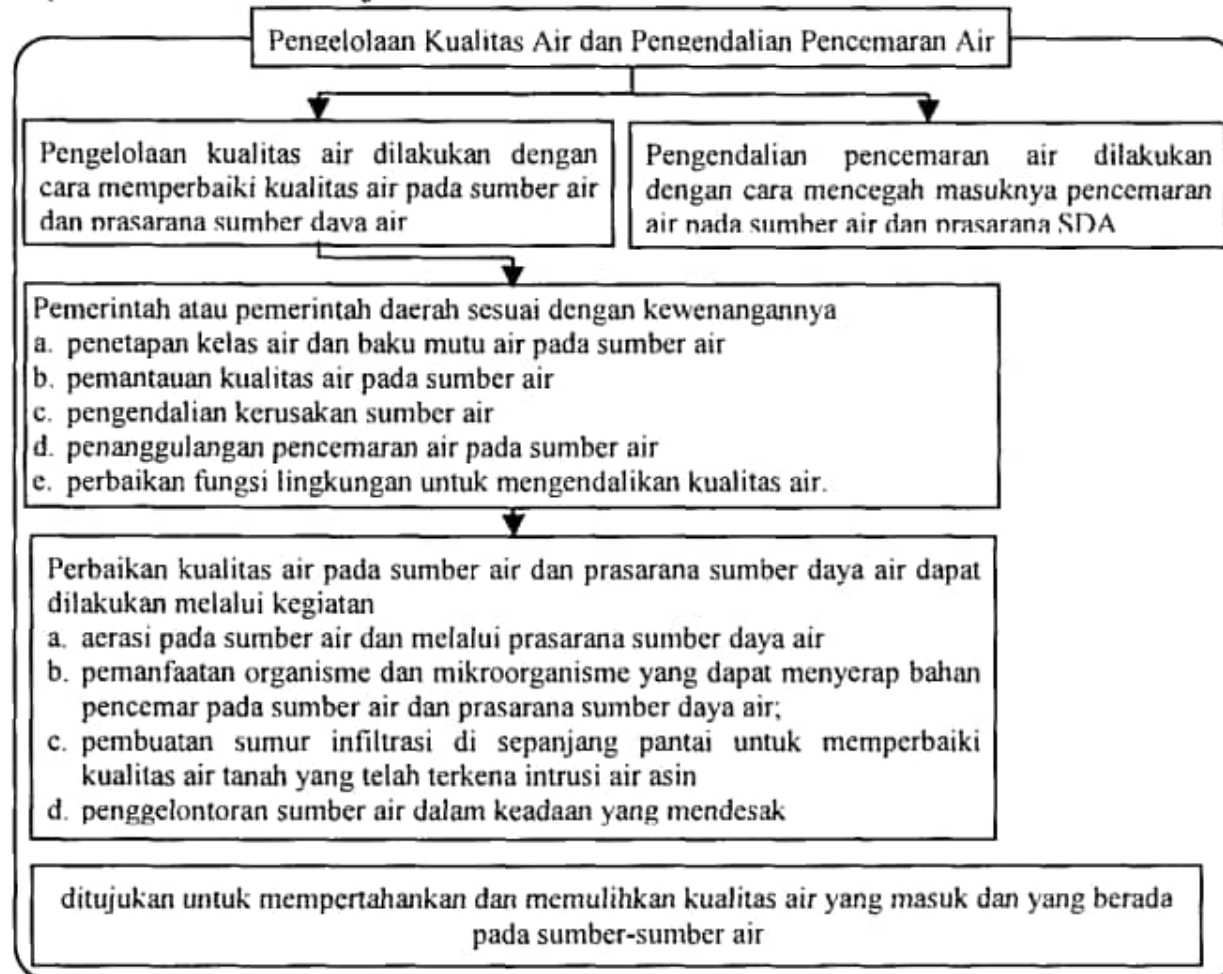 Pengelolaan Kualitas Air dan Pengendalian Pencemaran Air
Pengelolaan kualitas air dilakukan dengan
cara memperbaiki kualitas air pada sumber air
dan prasarana sumber daya air
Pengendalian pencemaran air dilakukan
dengan cara mencegah masuknya pencemaran
air pada sumber air dan prasarana SDA
Pemerintah atau pemerintah daerah sesuai dengan kewenangannya
a. penetapan kelas air dan baku mutu air pada sumber air
b. pemantauan kualitas air pada sumber air
c. pengendalian kerusakan sumber air
d. penanggulangan pencemaran air pada sumber air
e. perbaikan fungsi lingkungan untuk mengendalikan kualitas air.
Perbaikan kualitas air pada sumber air dan prasarana sumber daya air dapat
dilakukan melalui kegiatan
a. aerasi pada sumber air dan melalui prasarana sumber daya air
b. pemanfaatan organisme dan mikroorganisme yang dapat menyerap bahan
pencemar pada sumber air dan prasarana sumber daya air;
c. pembuatan sumur infiltrasi di sepanjang pantai untuk memperbaiki
kualitas air tanah yang telah terkena intrusi air asin
d. penggelontoran sumber air dalam keadaan yang mendesak
ditujukan untuk mempertahankan dan memulihkan kualitas air yang masuk dan yang berada
pada sumber-sumber air